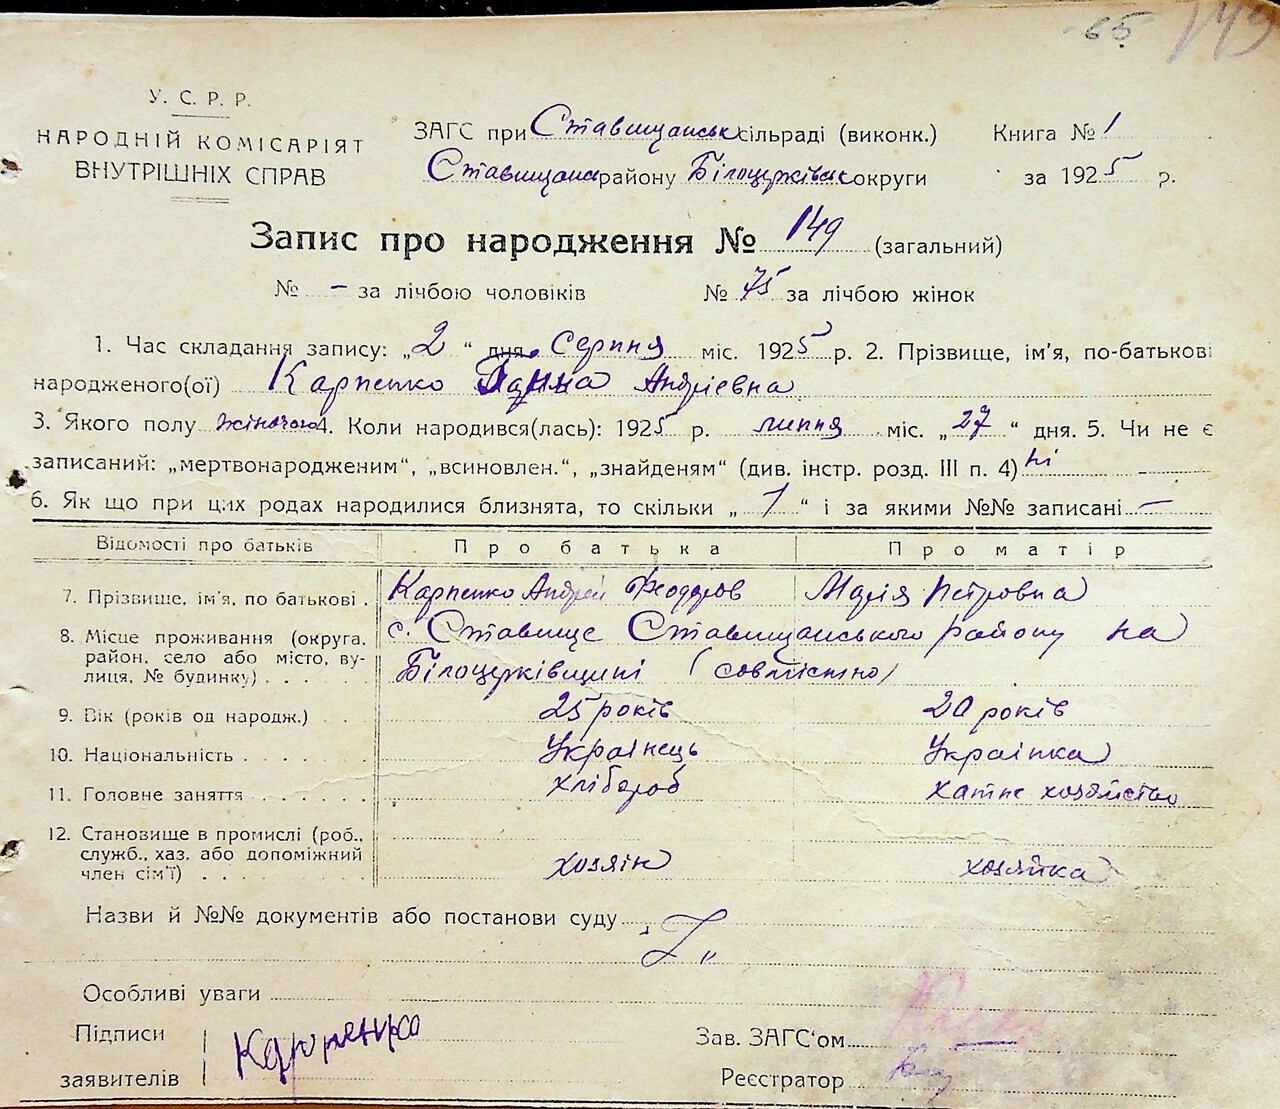 65 149
У. С. Р. Р.
НАРОДНІЙ КОМІСАРІЯТ
ВНУТРІШНІХ СПРАВ
ЗАГС при Ставищанськ сільраді (виконк.) Книга № 1
Ставищана району Білоцерківськ округи за 1925 р.
Запис про народження № 149 (загальний)
№ - за лічбою чоловіків № 75 за лічбою жінок
1. Час складання запису: „2“ дня Серпня міс. 1925 р. 2. Прізвище, ім'я, по-батькові
народженого(ої) Карпенко Андріевна
3. Якого полу жіночого 4. Коли народився(лась): 1925 р. липня міс. „27“ дня. 5. Чи не є
записаний: „мертвонародженим“, „всиновлен.“, „знайденям“ (див. інстр. розд. III п. 4) ні
6. Як що при цих родах народилися близнята, то скільки „1“ і за якими №№ записані —
Відомості про батьків Про батька Про матір
7. Прізвище, ім'я, по батькові . Карпенко Андрей Феодоров Марія Петровна
8. Місце проживання (округа, с. Ставище Ставищанського району на
район, село або місто, ву-
лиця, № будинку) . . . . Білоцерківщині (совмістно)
9. Вік (років од народж.) . . 25 років 20 років
10. Національність . . . . . Українець Українка
11. Головне заняття . . . . . . хлібороб хатне хозяйство
12. Становище в промислі (роб.,
служб., хаз. або допоміжний
член сім'ї) . . . . хозяін хозяйка
Назви й №№ документів або постанови суду
Особливі уваги
Підписи
заявителів Карпенко
Зав. ЗАГС'ом
Реєстратор